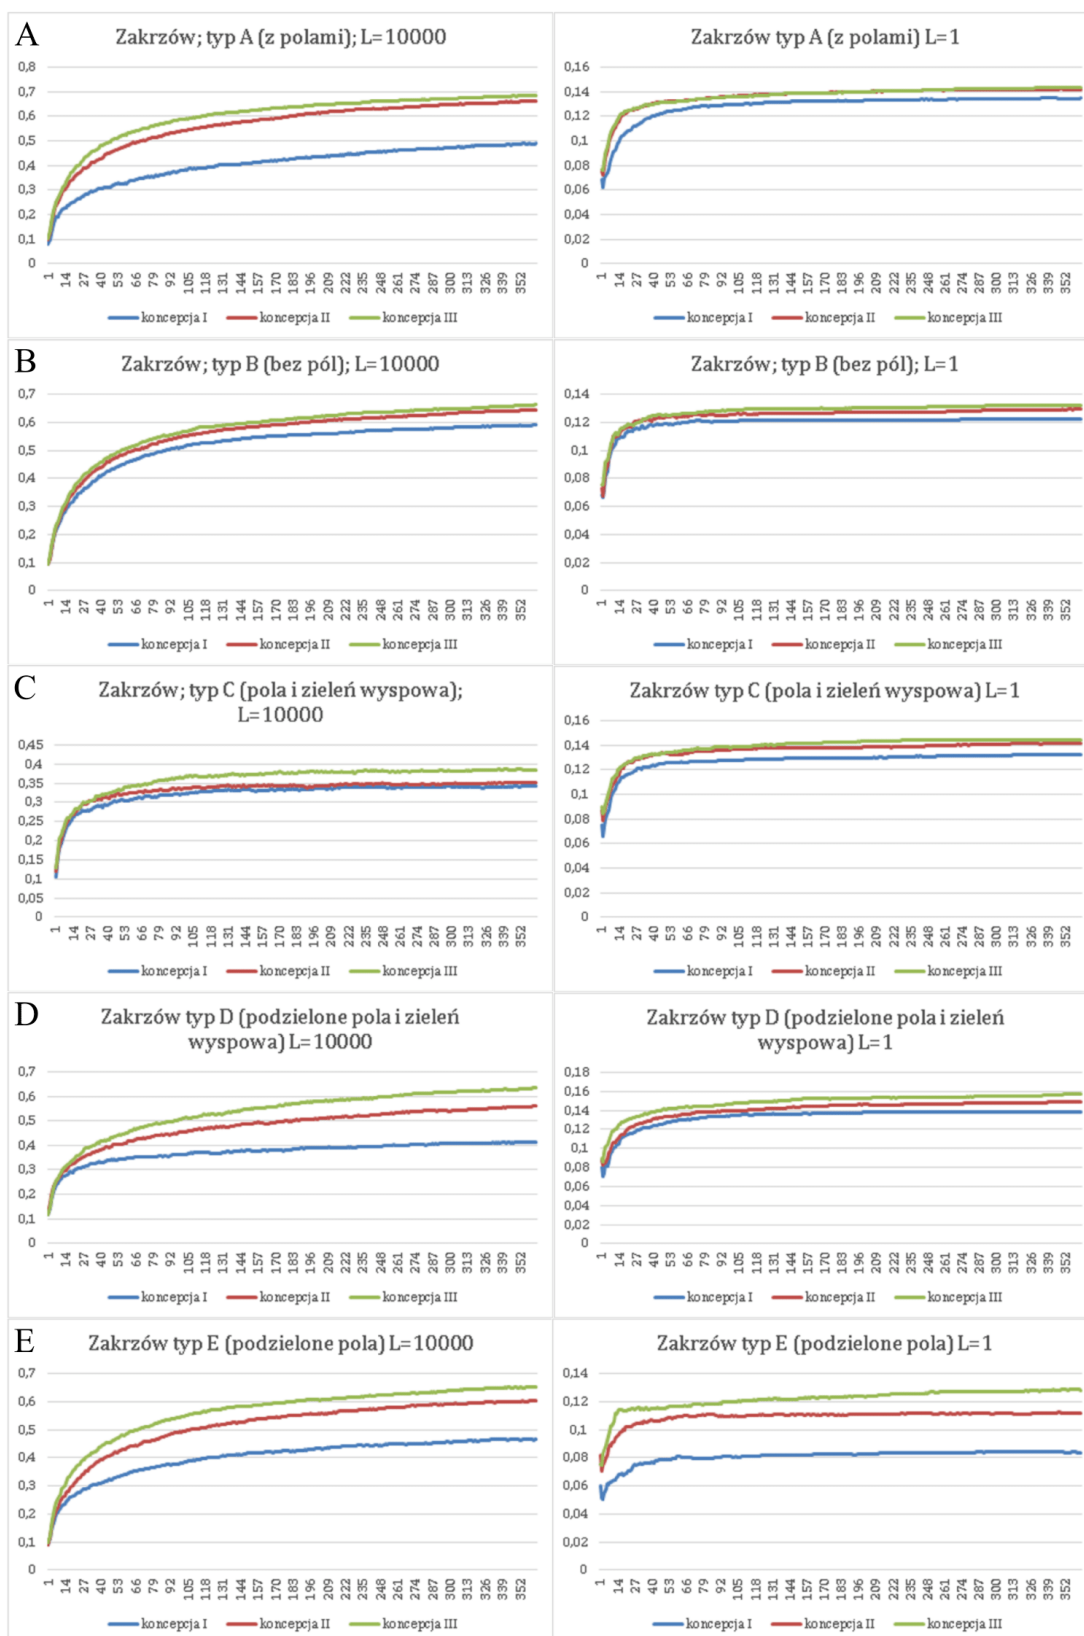 A
Zakrzów; typ A (z polami); L=10000
0,8
0,7
0,6
0,5
0,4
0,3
0,2
0,1
0
1 14 27 40 53 66 79 92 105 118 131 144 157 170 183 196 209 222 235 248 261 274 287 300 313 326 339 352
koncepcja I koncepcja II koncepcja III
Zakrzów typ A (z polami) L=1
0,16
0,14
0,12
0,1
0,08
0,06
0,04
0,02
0
1 14 27 40 53 66 79 92 105 118 131 144 157 170 183 196 209 222 235 248 261 274 287 300 313 326 339 352
koncepcja I koncepcja II koncepcja III
B
Zakrzów; typ B (bez pól); L=10000
0,7
0,6
0,5
0,4
0,3
0,2
0,1
0
1 14 27 40 53 66 79 92 105 118 131 144 157 170 183 196 209 222 235 248 261 274 287 300 313 326 339 352
koncepcja I koncepcja II koncepcja III
Zakrzów; typ B (bez pól); L=1
0,14
0,12
0,1
0,08
0,06
0,04
0,02
0
1 14 27 40 53 66 79 92 105 118 131 144 157 170 183 196 209 222 235 248 261 274 287 300 313 326 339 352
koncepcja I koncepcja II koncepcja III
C
Zakrzów; typ C (pola i zieleń wyspowa);
L=10000
0,45
0,4
0,35
0,3
0,25
0,2
0,15
0,1
0,05
0
1 14 27 40 53 66 79 92 105 118 131 144 157 170 183 196 209 222 235 248 261 274 287 300 313 326 339 352
koncepcja I koncepcja II koncepcja III
Zakrzów typ C (pola i zieleń wyspowa) L=1
0,16
0,14
0,12
0,1
0,08
0,06
0,04
0,02
0
1 14 27 40 53 66 79 92 105 118 131 144 157 170 183 196 209 222 235 248 261 274 287 300 313 326 339 352
koncepcja I koncepcja II koncepcja III
D
Zakrzów typ D (podzielone pola i zieleń
wyspowa) L=10000
0,7
0,6
0,5
0,4
0,3
0,2
0,1
0
1 14 27 40 53 66 79 92 105 118 131 144 157 170 183 196 209 222 235 248 261 274 287 300 313 326 339 352
koncepcja I koncepcja II koncepcja III
Zakrzów typ D (podzielone pola i zieleń
wyspowa) L=1
0,18
0,16
0,14
0,12
0,1
0,08
0,06
0,04
0,02
0
1 14 27 40 53 66 79 92 105 118 131 144 157 170 183 196 209 222 235 248 261 274 287 300 313 326 339 352
koncepcja I koncepcja II koncepcja III
E
Zakrzów typ E (podzielone pola) L=10000
0,7
0,6
0,5
0,4
0,3
0,2
0,1
0
1 14 27 40 53 66 79 92 105 118 131 144 157 170 183 196 209 222 235 248 261 274 287 300 313 326 339 352
koncepcja I koncepcja II koncepcja III
Zakrzów typ E (podzielone pola) L=1
0,14
0,12
0,1
0,08
0,06
0,04
0,02
0
1 14 27 40 53 66 79 92 105 118 131 144 157 170 183 196 209 222 235 248 261 274 287 300 313 326 339 352
koncepcja I koncepcja II koncepcja III